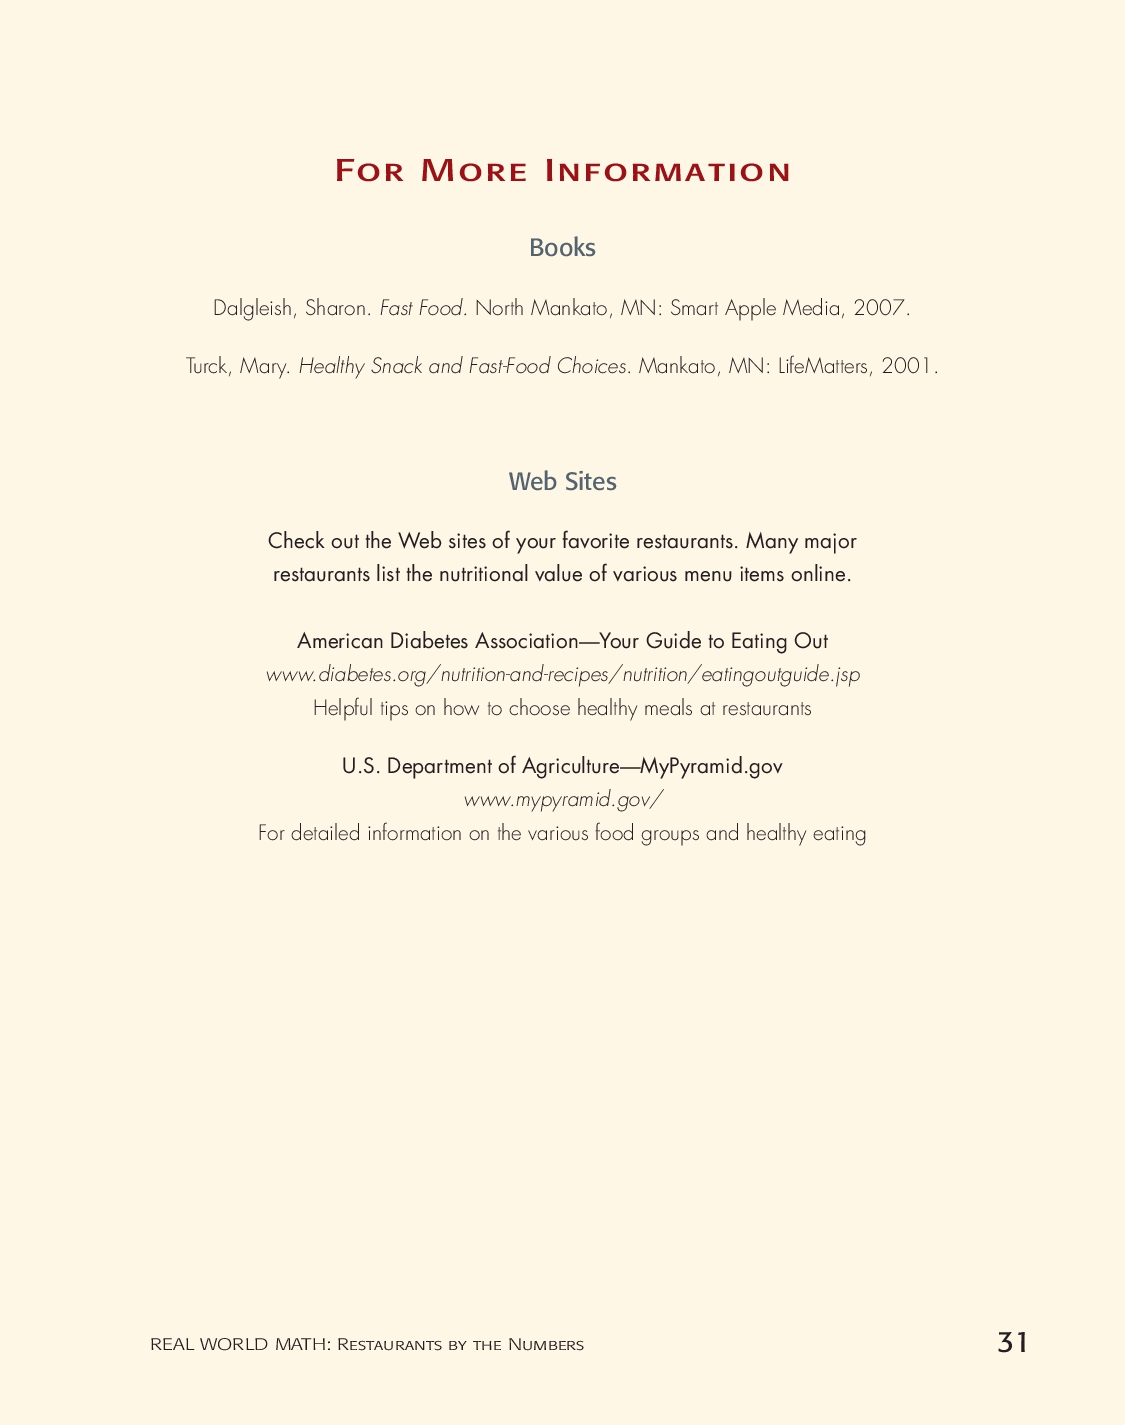 For More Information
Books
Dalgleish, Sharon. Fast Food. North Mankato, MN: Smart Apple Media, 2007.
Turck, Mary. Healthy Snack and Fast-Food Choices. Mankato, MN: LifeMatters, 2001.
Web Sites
Check out the Web sites of your favorite restaurants. Many major
restaurants list the nutritional value of various menu items online.
American Diabetes Association—Your Guide to Eating Out
www.diabetes.org/nutrition-and-recipes/nutrition/eatingoutguide.jsp
Helpful tips on how to choose healthy meals at restaurants
U.S. Department of Agriculture—MyPyramid.gov
www.mypyramid.gov/
For detailed information on the various food groups and healthy eating
REAL WORLD MATH: Restaurants by the Numbers 31